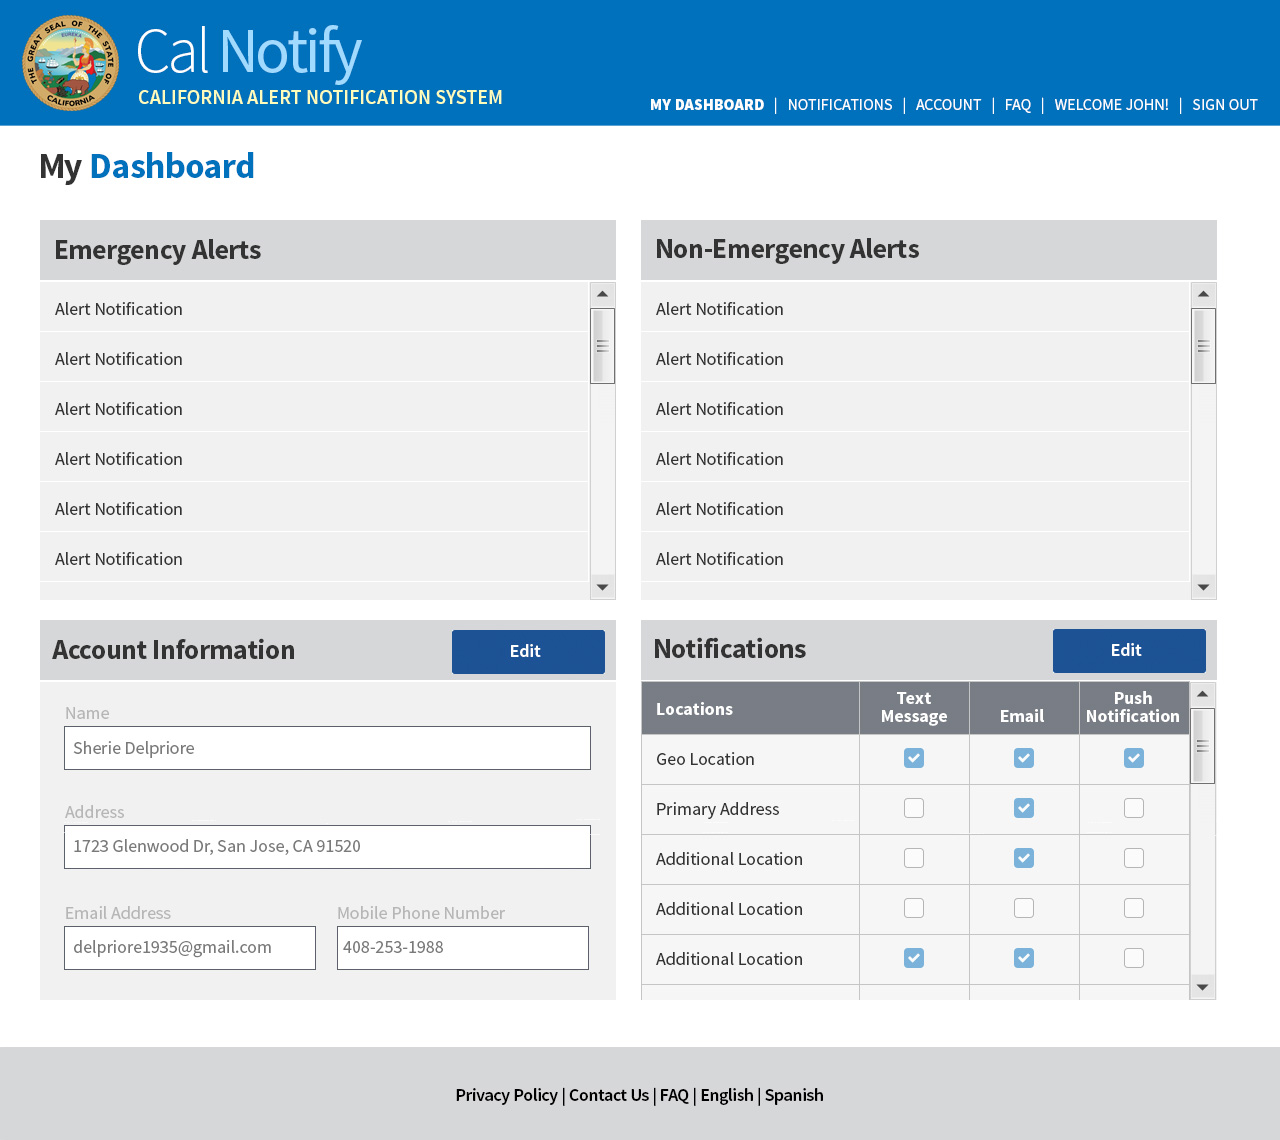 THE GREAT SEAL OF THE STATE OF CALIFORNIA
EUREKA
Cal Notify
CALIFORNIA ALERT NOTIFICATION SYSTEM
MY DASHBOARD | NOTIFICATIONS | ACCOUNT | FAQ | WELCOME JOHN! | SIGN OUT
My Dashboard
Emergency Alerts
Alert Notification
Alert Notification
Alert Notification
Alert Notification
Alert Notification
Alert Notification
Non-Emergency Alerts
Alert Notification
Alert Notification
Alert Notification
Alert Notification
Alert Notification
Alert Notification
Account Information
Edit
Name
Sherie Delpriore
Address
1723 Glenwood Dr, San Jose, CA 91520
Email Address
delpriore1935@gmail.com
Mobile Phone Number
408-253-1988
Notifications
Edit
Locations
Text
Message
Email
Push
Notification
Geo Location
Primary Address
Additional Location
Additional Location
Additional Location
Privacy Policy | Contact Us | FAQ | English | Spanish